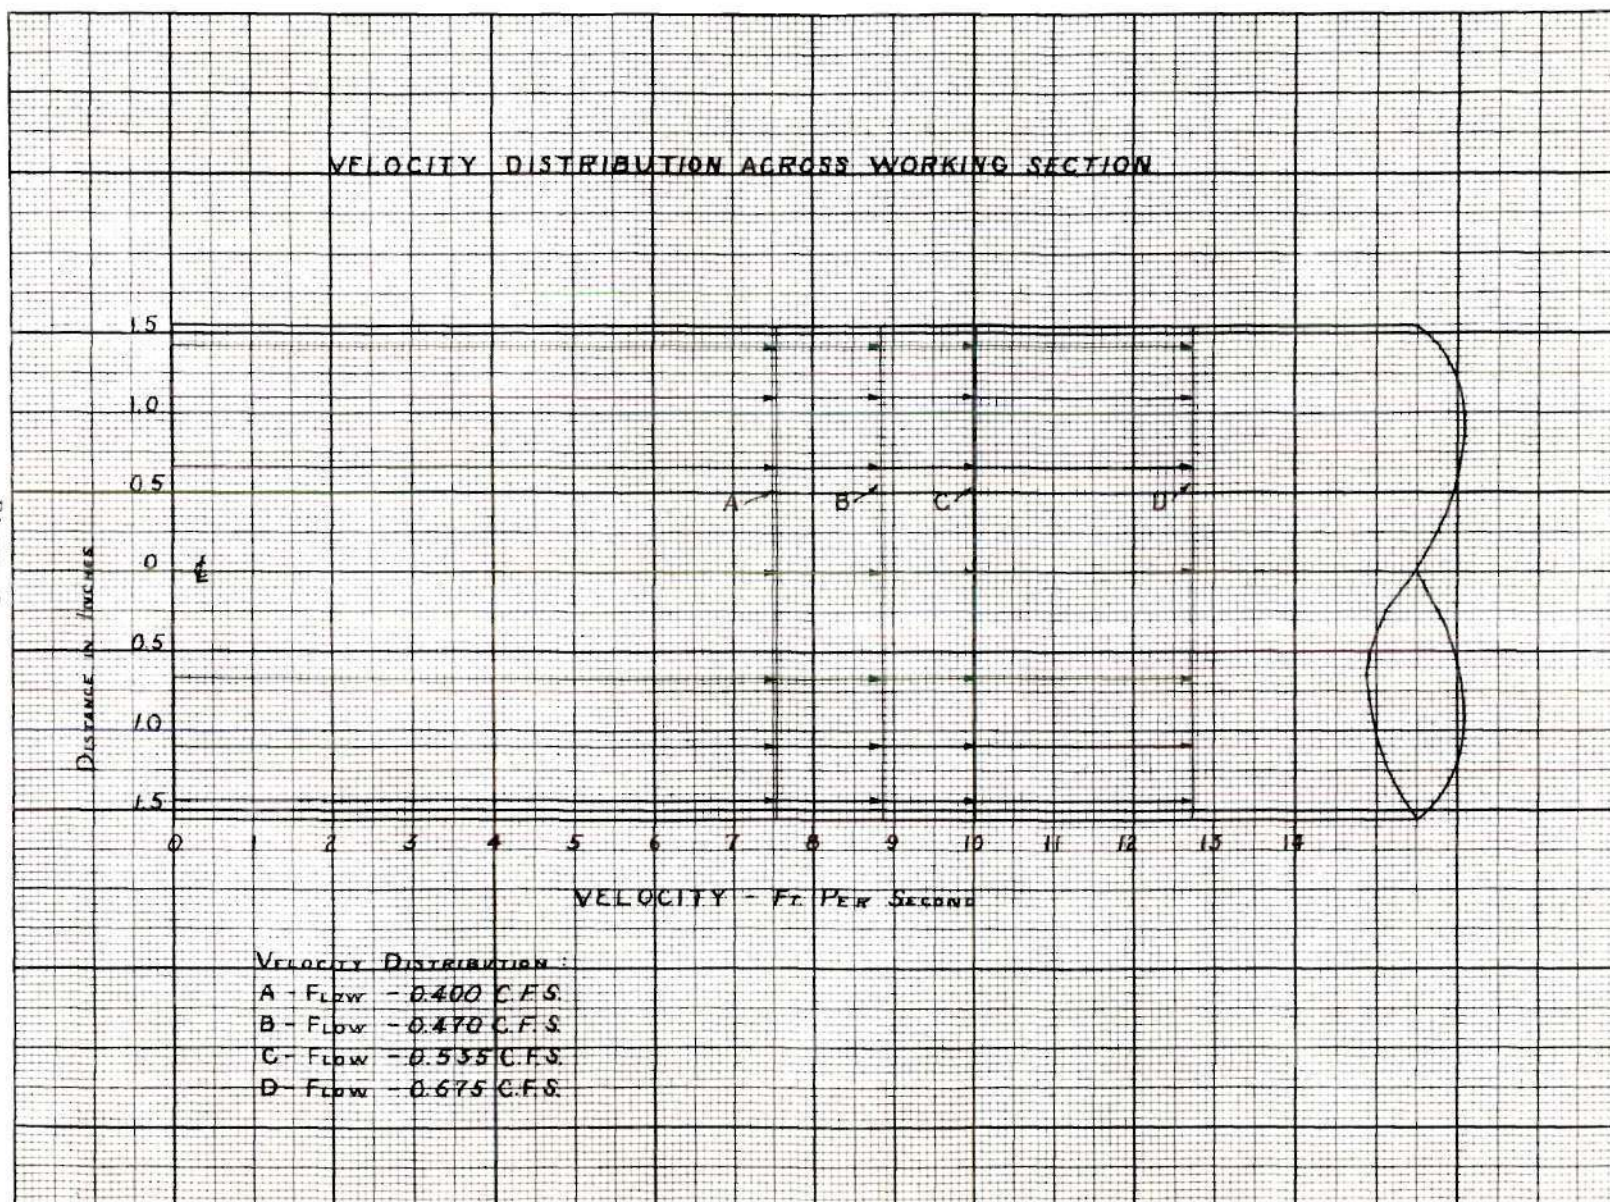 VELOCITY DISTRIBUTION ACROSS WORKING SECTION
1.5
1.0
0.5
0
0.5
1.0
1.5
DISTANCE IN INCHES
℄
A
B
C
D
0 1 2 3 4 5 6 7 8 9 10 11 12 13 14
VELOCITY - FT. PER SECOND
VELOCITY DISTRIBUTION:
A - FLOW - 0.400 C.F.S.
B - FLOW - 0.470 C.F.S.
C - FLOW - 0.535 C.F.S.
D - FLOW - 0.675 C.F.S.